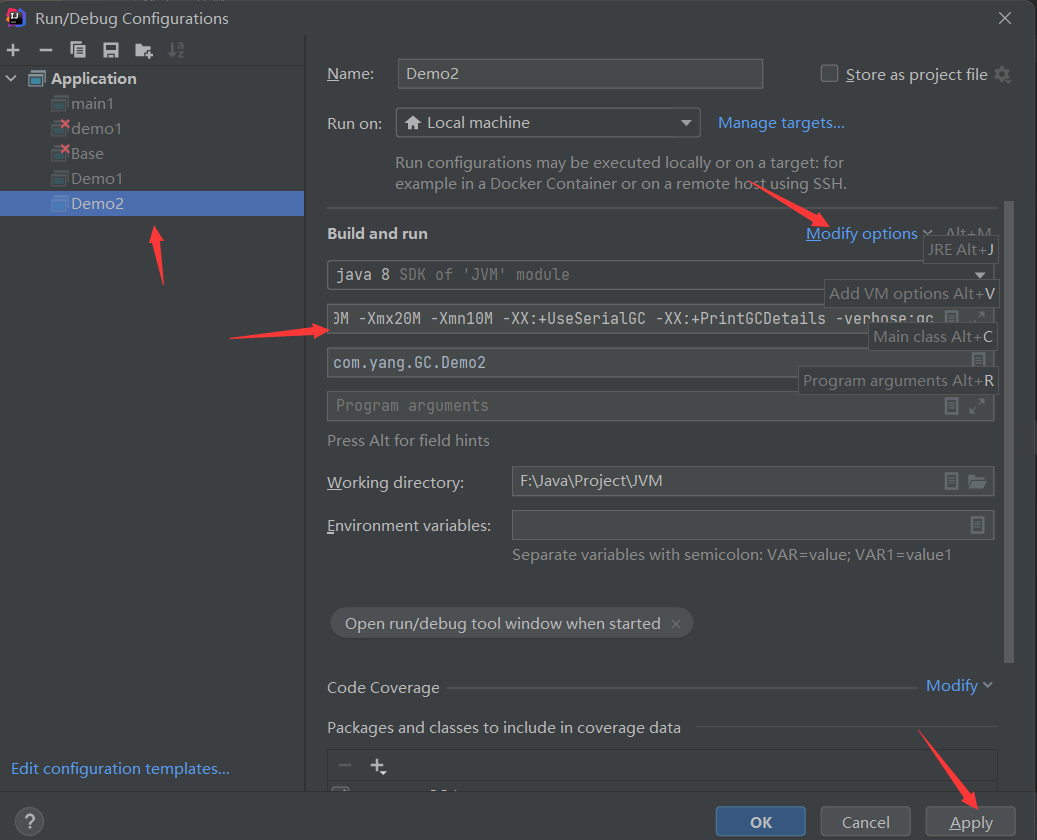 Run/Debug Configurations
Application
main1
demo1
Base
Demo1
Demo2
Edit configuration templates...
Name: Demo2 Store as project file
Run on: Local machine Manage targets...
Run configurations may be executed locally or on a target: for
example in a Docker Container or on a remote host using SSH.
Build and run Modify options Alt+M
JRE Alt+J
java 8 SDK of 'JVM' module
Add VM options Alt+V
-Xmx20M -Xmn10M -XX:+UseSerialGC -XX:+PrintGCDetails -verbose:gc
Main class Alt+C
com.yang.GC.Demo2
Program arguments Alt+R
Program arguments
Press Alt for field hints
Working directory: F:\Java\Project\JVM
Environment variables:
Separate variables with semicolon: VAR=value; VAR1=value1
Open run/debug tool window when started
Code Coverage Modify
Packages and classes to include in coverage data
? OK Cancel Apply